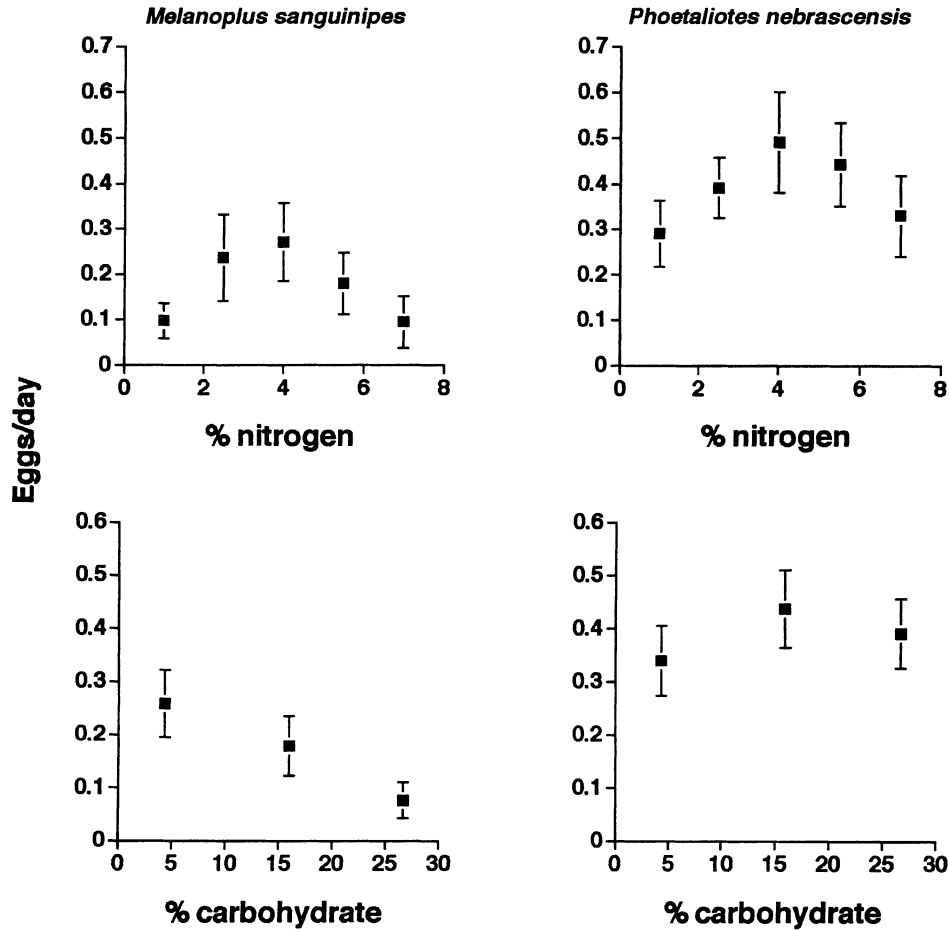 Melanoplus sanguinipes
Phoetaliotes nebrascensis
0.7
0.6
0.5
0.4
0.3
0.2
0.1
0
0 2 4 6 8
% nitrogen
0.7
0.6
0.5
0.4
0.3
0.2
0.1
0
0 2 4 6 8
% nitrogen
Eggs/day
0.6
0.5
0.4
0.3
0.2
0.1
0
0 5 10 15 20 25 30
% carbohydrate
0.6
0.5
0.4
0.3
0.2
0.1
0
0 5 10 15 20 25 30
% carbohydrate